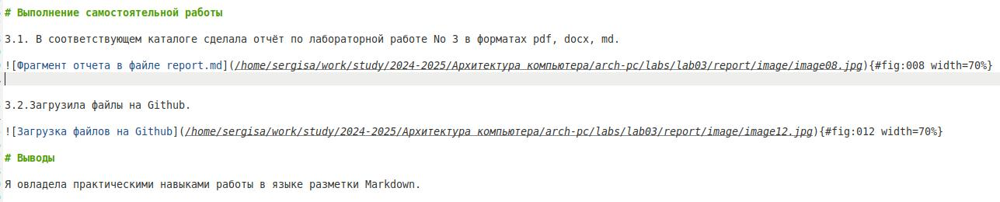 # Выполнение самостоятельной работы
3.1. В соответствующем каталоге сделала отчёт по лабораторной работе No 3 в форматах pdf, docx, md.
![Фрагмент отчета в файле report.md](/home/sergisa/work/study/2024-2025/Архитектура компьютера/arch-pc/labs/lab03/report/image/image08.jpg){#fig:008 width=70%}
3.2.Загрузила файлы на Github.
![Загрузка файлов на Github](/home/sergisa/work/study/2024-2025/Архитектура компьютера/arch-pc/labs/lab03/report/image/image12.jpg){#fig:012 width=70%}
# Выводы
Я овладела практическими навыками работы в языке разметки Markdown.